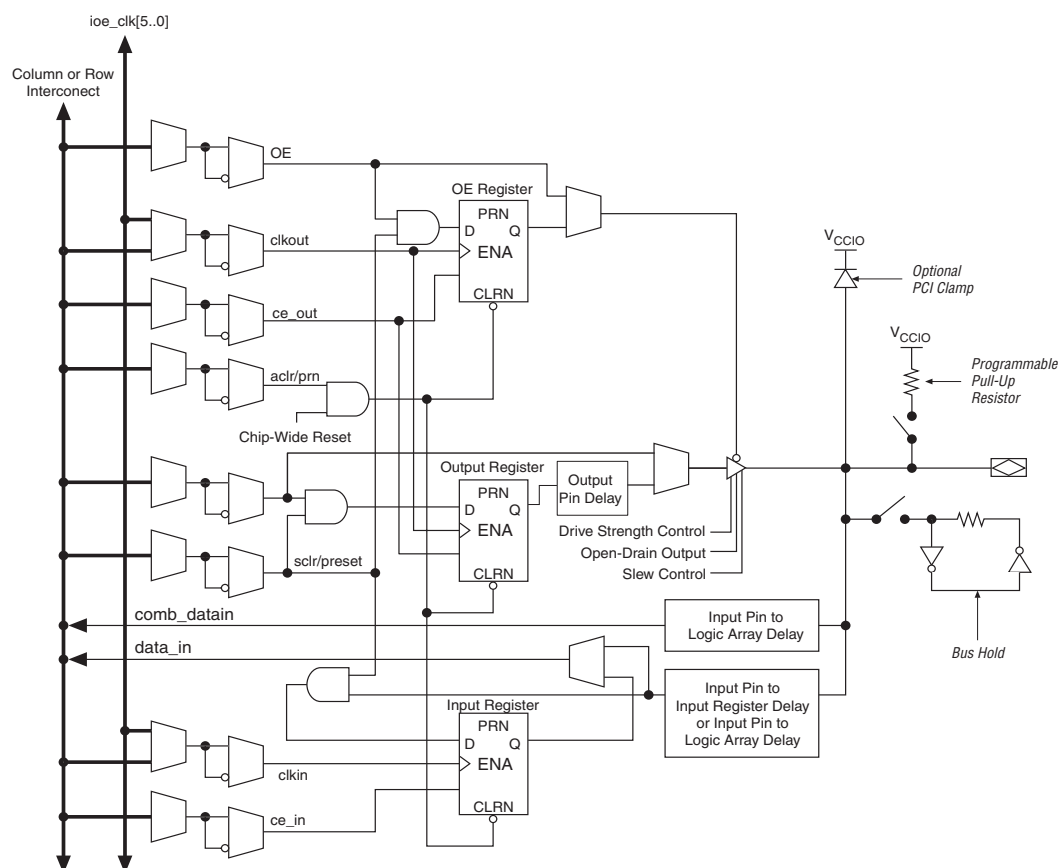 ioe_clk[5..0]
Column or Row
Interconect
OE
OE Register
PRN
D
Q
ENA
CLRN
clkout
ce_out
aclr/prn
Chip-Wide Reset
VCCIO
Optional
PCI Clamp
VCCIO
Programmable
Pull-Up
Resistor
Output Register
PRN
D
Q
ENA
CLRN
Output
Pin Delay
Drive Strength Control
Open-Drain Output
Slew Control
sclr/preset
comb_datain
Input Pin to
Logic Array Delay
Bus Hold
data_in
Input Pin to
Input Register Delay
or Input Pin to
Logic Array Delay
Input Register
PRN
D
Q
ENA
CLRN
clkin
ce_in